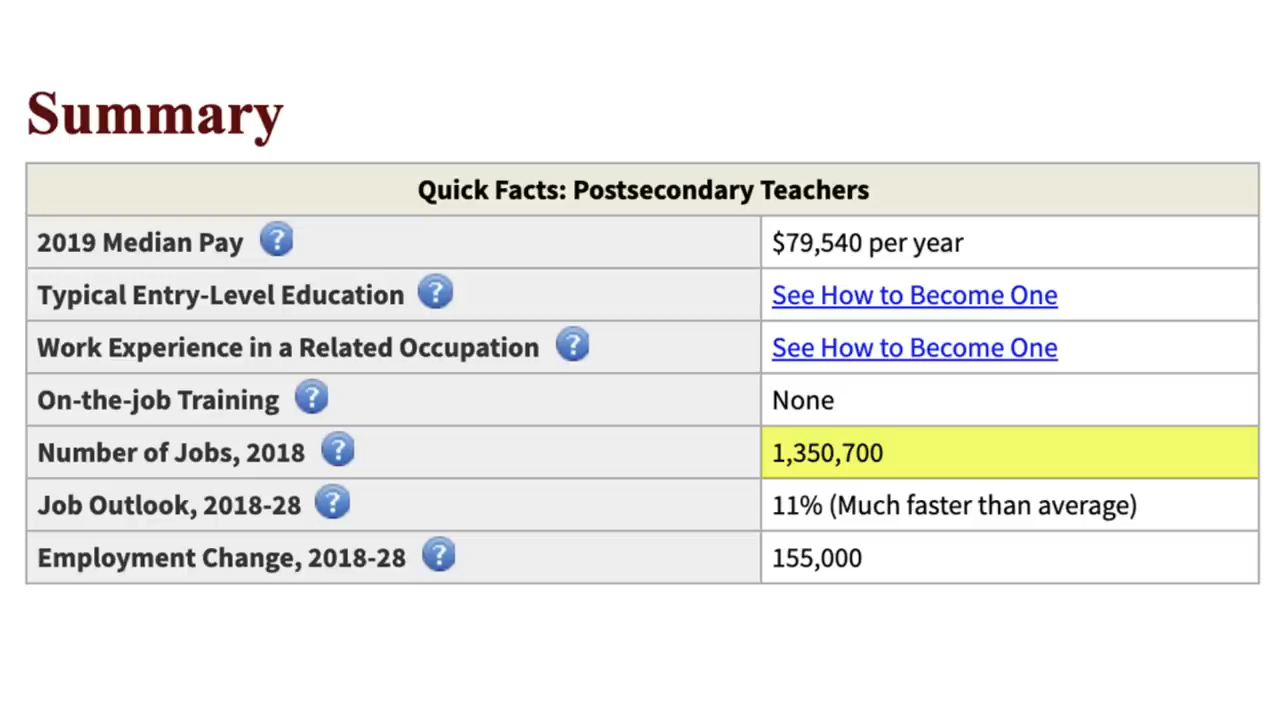 Summary
Quick Facts: Postsecondary Teachers
2019 Median Pay ? $79,540 per year
Typical Entry-Level Education ? See How to Become One
Work Experience in a Related Occupation ? See How to Become One
On-the-job Training ? None
Number of Jobs, 2018 ? 1,350,700
Job Outlook, 2018-28 ? 11% (Much faster than average)
Employment Change, 2018-28 ? 155,000